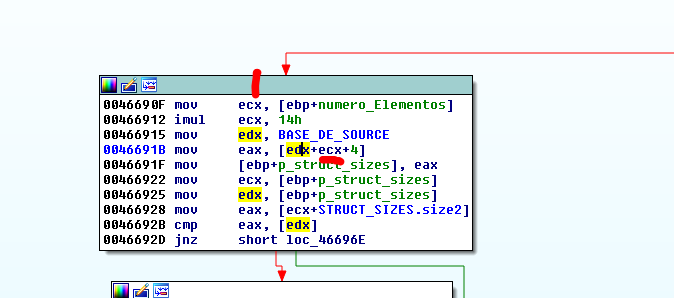 0046690F mov ecx, [ebp+numero_Elementos]
00466912 imul ecx, 14h
00466915 mov edx, BASE_DE_SOURCE
0046691B mov eax, [edx+ecx+4]
0046691F mov [ebp+p_struct_sizes], eax
00466922 mov ecx, [ebp+p_struct_sizes]
00466925 mov edx, [ebp+p_struct_sizes]
00466928 mov eax, [ecx+STRUCT_SIZES.size2]
0046692B cmp eax, [edx]
0046692D jnz short loc_46696E